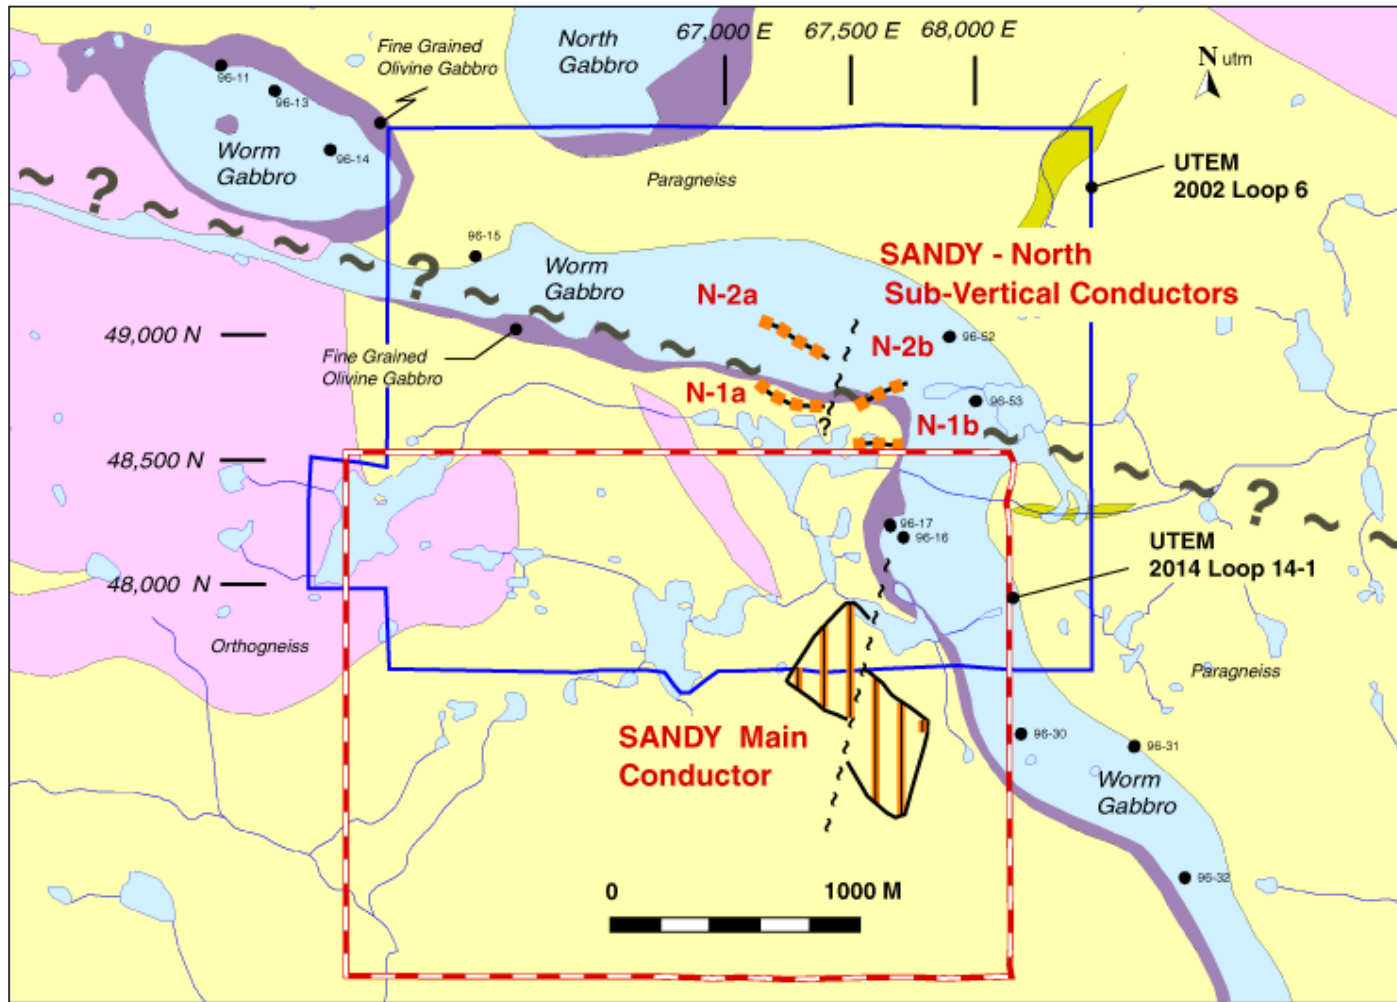 67,000 E
67,500 E
68,000 E
North
Gabbro
Fine Grained
Olivine Gabbro
N utm
96-11
96-13
96-14
Worm
Gabbro
Paragneiss
UTEM
2002 Loop 6
?
96-15
SANDY - North
Sub-Vertical Conductors
Worm
Gabbro
?
N-2a
49,000 N
N-2b
96-52
Fine Grained
Olivine Gabbro
N-1a
96-53
?
N-1b
48,500 N
?
96-17
96-16
UTEM
2014 Loop 14-1
48,000 N
Orthogneiss
Paragneiss
SANDY Main
Conductor
96-30
96-31
Worm
Gabbro
96-32
0
1000 M